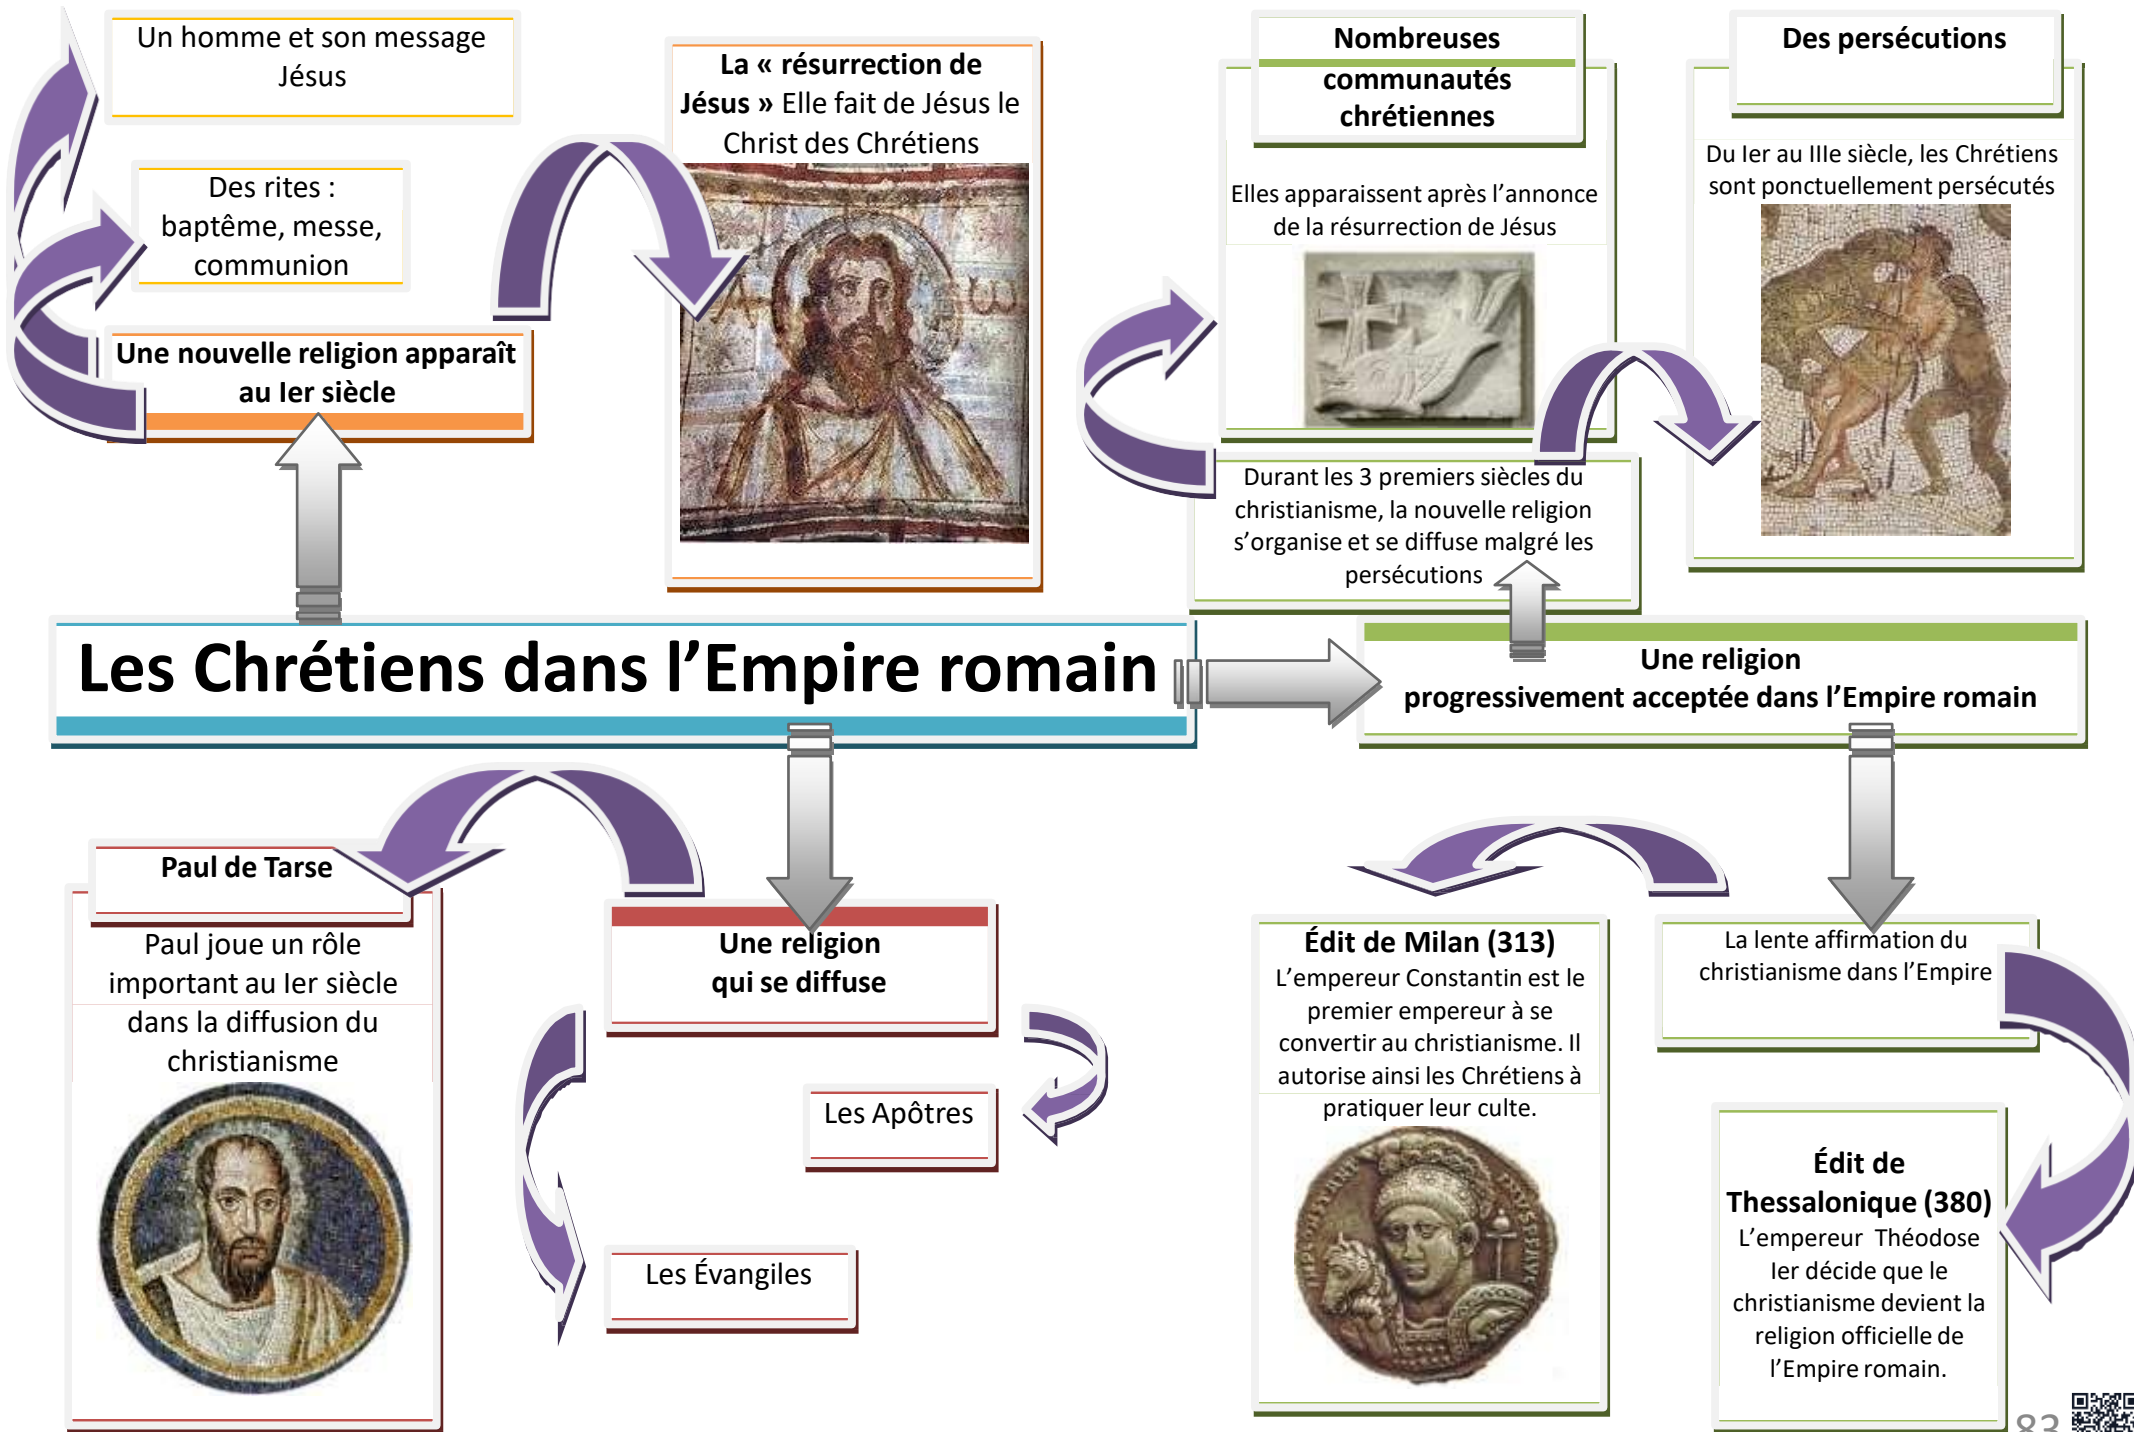 Un homme et son message
Jésus
Des rites :
baptême, messe,
communion
Une nouvelle religion apparaît
au Ier siècle
La « résurrection de
Jésus » Elle fait de Jésus le
Christ des Chrétiens
Nombreuses
communautés
chrétiennes
Elles apparaissent après l’annonce
de la résurrection de Jésus
Des persécutions
Du Ier au IIIe siècle, les Chrétiens
sont ponctuellement persécutés
Durant les 3 premiers siècles du
christianisme, la nouvelle religion
s’organise et se diffuse malgré les
persécutions
Les Chrétiens dans l’Empire romain
Une religion
progressivement acceptée dans l’Empire romain
Paul de Tarse
Paul joue un rôle
important au Ier siècle
dans la diffusion du
christianisme
Une religion
qui se diffuse
Les Apôtres
Les Évangiles
Édit de Milan (313)
L’empereur Constantin est le
premier empereur à se
convertir au christianisme. Il
autorise ainsi les Chrétiens à
pratiquer leur culte.
La lente affirmation du
christianisme dans l’Empire
Édit de
Thessalonique (380)
L’empereur Théodose
Ier décide que le
christianisme devient la
religion officielle de
l’Empire romain.
83